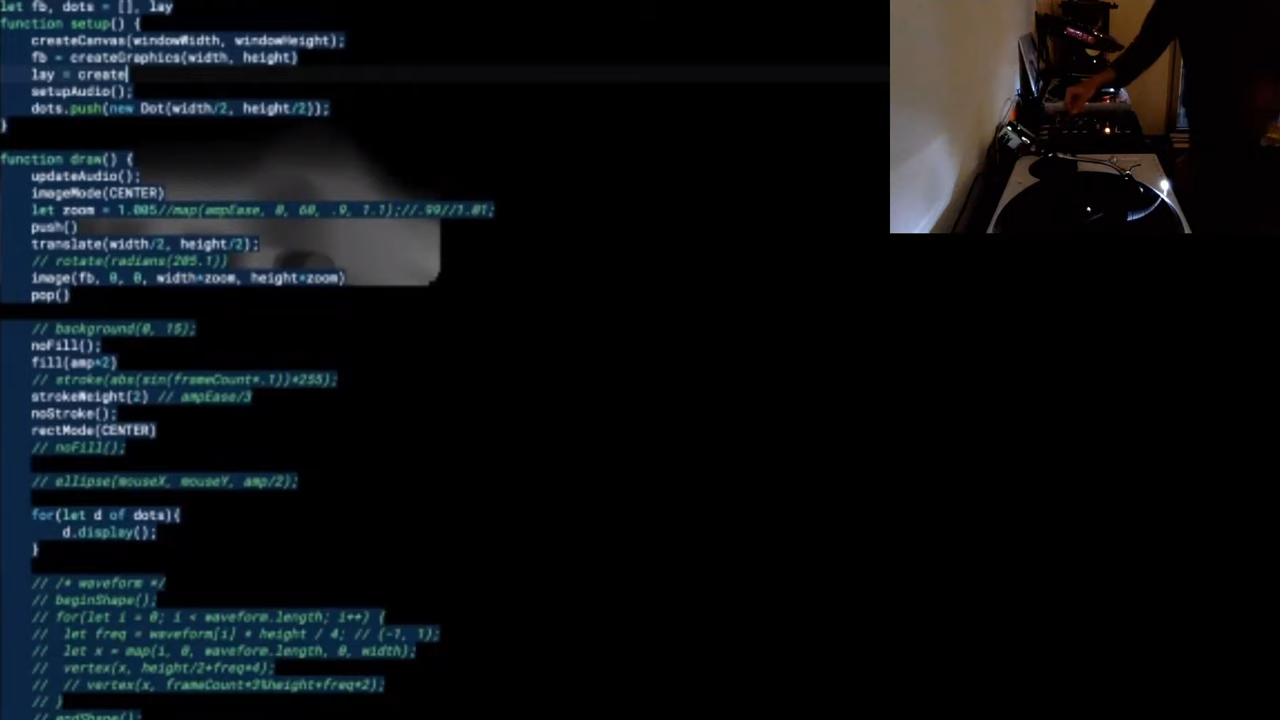 let fb, dots = [], lay
function setup() {
createCanvas(windowWidth, windowHeight);
fb = createGraphics(width, height)
lay = create
setupAudio();
dots.push(new Dot(width/2, height/2));
}
function draw() {
updateAudio();
imageMode(CENTER)
let zoom = 1.005//map(ampEase, 0, 60, .9, 1.1);//.99//1.01;
push()
translate(width/2, height/2);
// rotate(radians(205.1))
image(fb, 0, 0, width*zoom, height*zoom)
pop()
// background(0, 15);
noFill();
fill(amp*2)
// stroke(abs(sin(frameCount*.1))*255);
strokeWeight(2) // ampEase/3
noStroke();
rectMode(CENTER)
// noFill();
// ellipse(mouseX, mouseY, amp/2);
for(let d of dots){
d.display();
}
// /* waveform */
// beginShape();
// for(let i = 0; i < waveform.length; i++) {
// let freq = waveform[i] * height / 4; // (-1, 1);
// let x = map(i, 0, waveform.length, 0, width);
// vertex(x, height/2+freq*4);
// // vertex(x, frameCount*3%height+freq*2);
// }
// endShape();